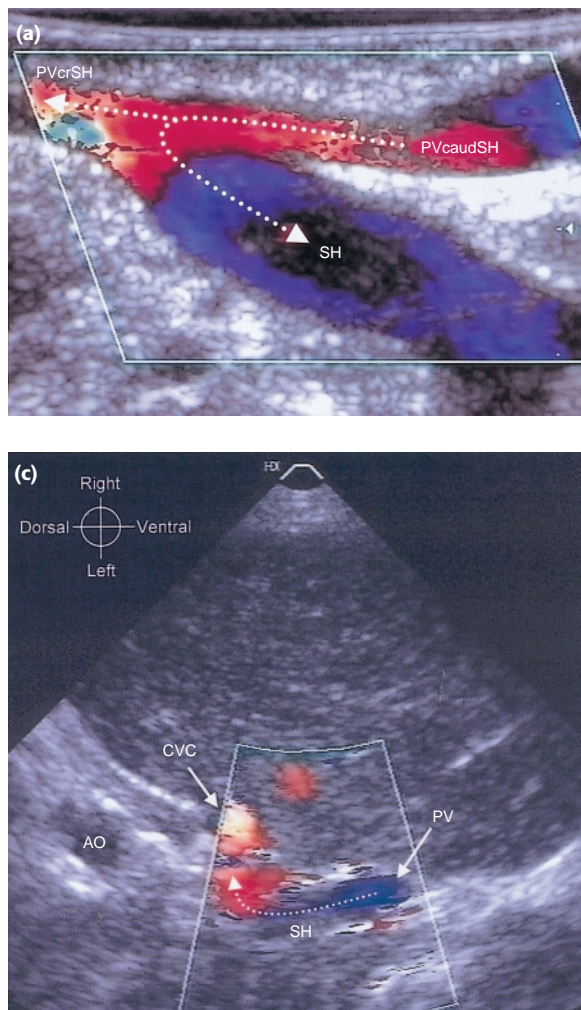 (a)
PVcrSH
PVcaudSH
SH
(c)
Right
Dorsal
Ventral
Left
CVC
PV
AO
SH